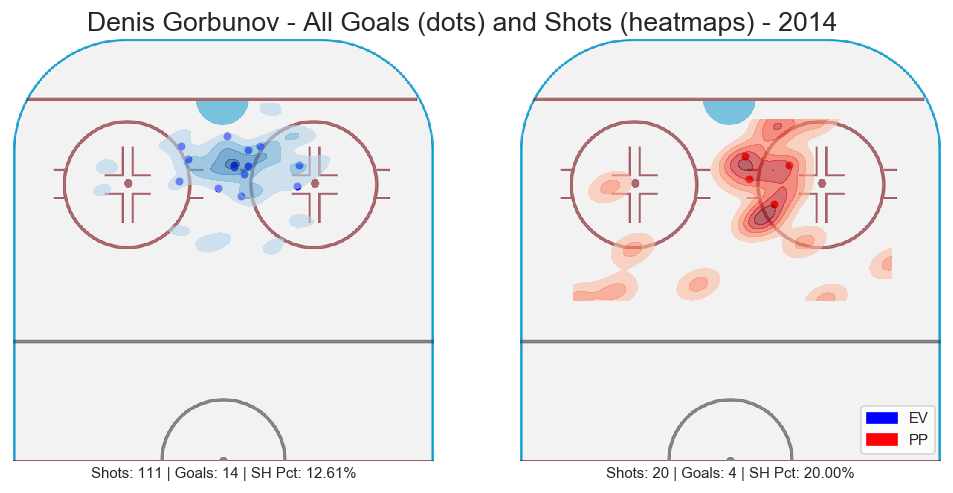 Denis Gorbunov - All Goals (dots) and Shots (heatmaps) - 2014
EV
PP
Shots: 111 | Goals: 14 | SH Pct: 12.61%
Shots: 20 | Goals: 4 | SH Pct: 20.00%